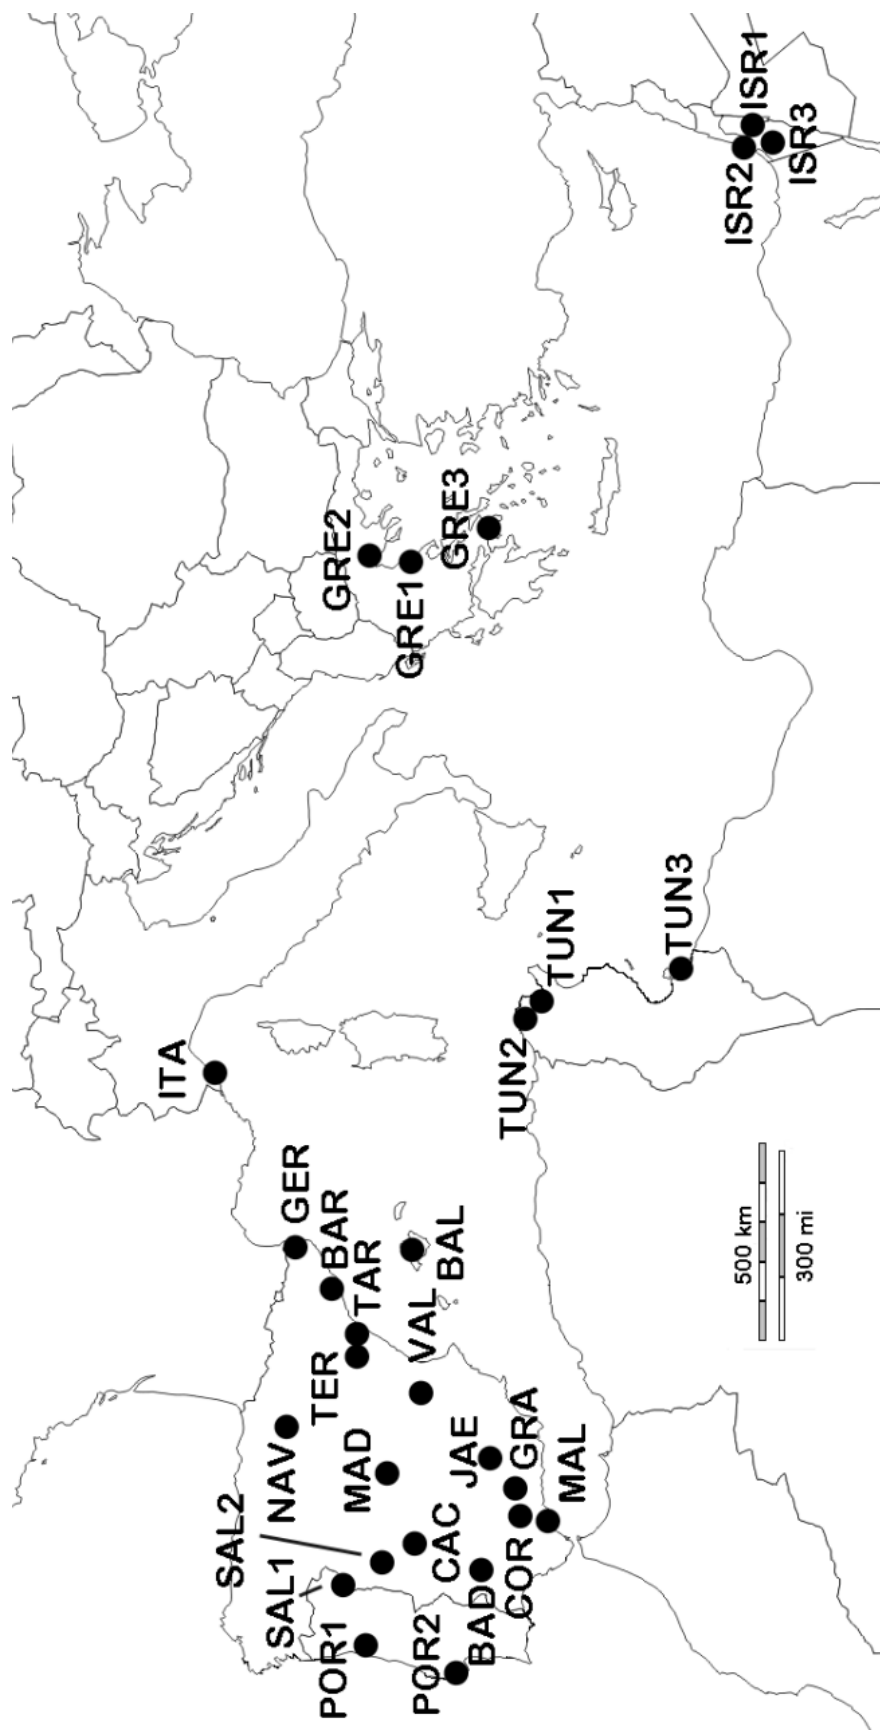 ITA
GER
BAR
TAR
TER
NAV
SAL2
SAL1
MAD
CAC
POR1
POR2
BAD
COR
JAE
GRA
MAL
VAL
BAL
TUN2
TUN1
TUN3
GRE2
GRE1
GRE3
ISR2
ISR1
ISR3
500 km
300 mi